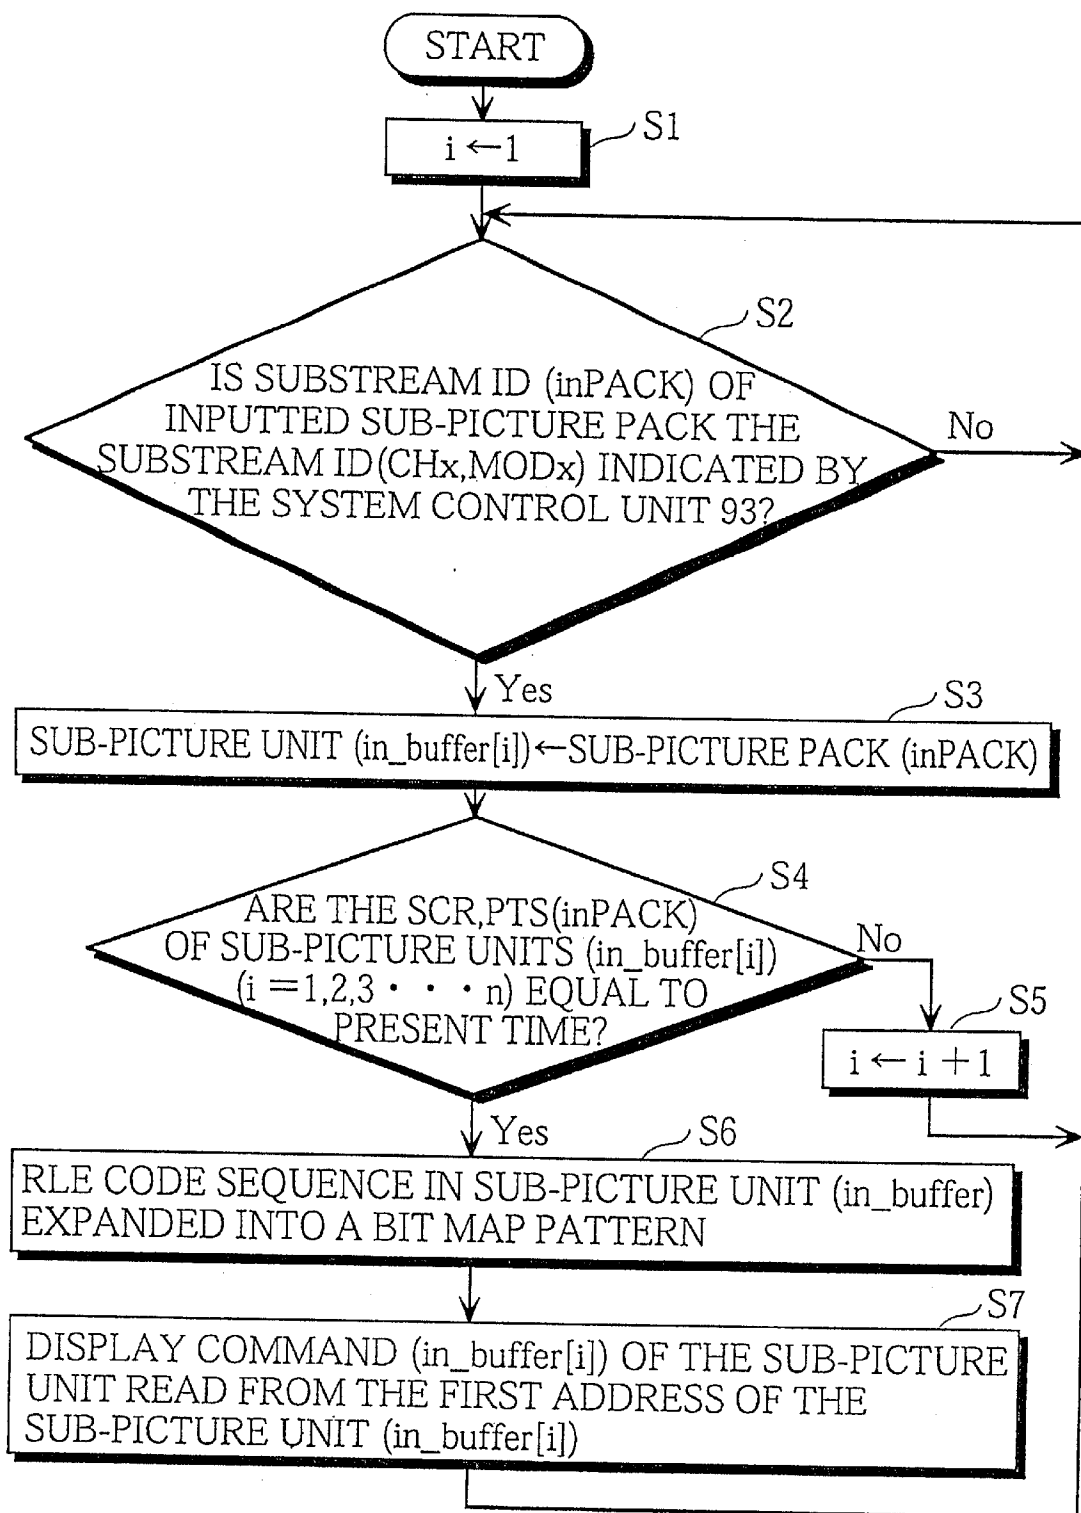 START
i ←1
S1
S2
IS SUBSTREAM ID (inPACK) OF
INPUTTED SUB-PICTURE PACK THE
SUBSTREAM ID(CHx,MODx) INDICATED BY
THE SYSTEM CONTROL UNIT 93?
No
Yes
S3
SUB-PICTURE UNIT (in_buffer[i])←SUB-PICTURE PACK (inPACK)
S4
ARE THE SCR,PTS(inPACK)
OF SUB-PICTURE UNITS (in_buffer[i])
(i =1,2,3 · · · n) EQUAL TO
PRESENT TIME?
No
S5
i ← i +1
Yes
S6
RLE CODE SEQUENCE IN SUB-PICTURE UNIT (in_buffer)
EXPANDED INTO A BIT MAP PATTERN
S7
DISPLAY COMMAND (in_buffer[i]) OF THE SUB-PICTURE
UNIT READ FROM THE FIRST ADDRESS OF THE
SUB-PICTURE UNIT (in_buffer[i])